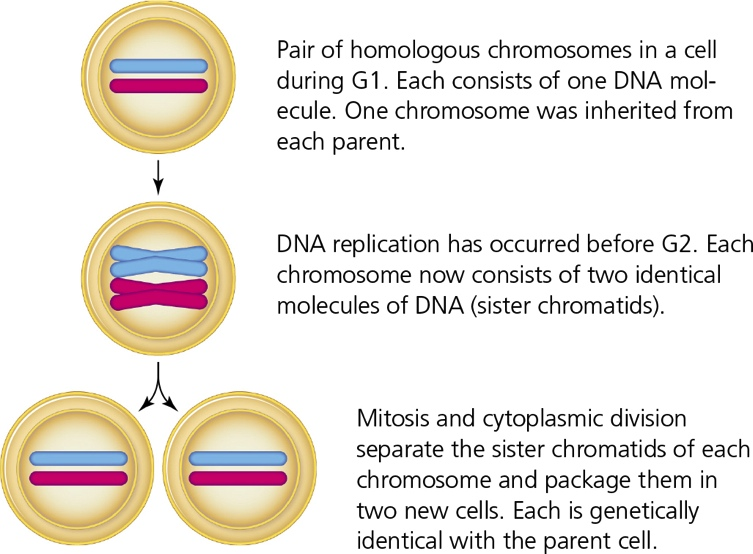 Pair of homologous chromosomes in a cell
during G1. Each consists of one DNA mol-
ecule. One chromosome was inherited from
each parent.
DNA replication has occurred before G2. Each
chromosome now consists of two identical
molecules of DNA (sister chromatids).
Mitosis and cytoplasmic division
separate the sister chromatids of each
chromosome and package them in
two new cells. Each is genetically
identical with the parent cell.